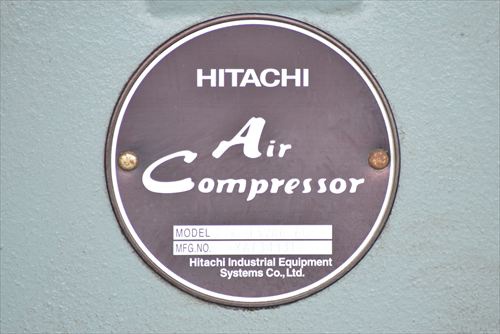 HITACHI
Air
Compressor
MODEL
MFG.NO.
Hitachi Industrial Equipment
Systems Co., Ltd.